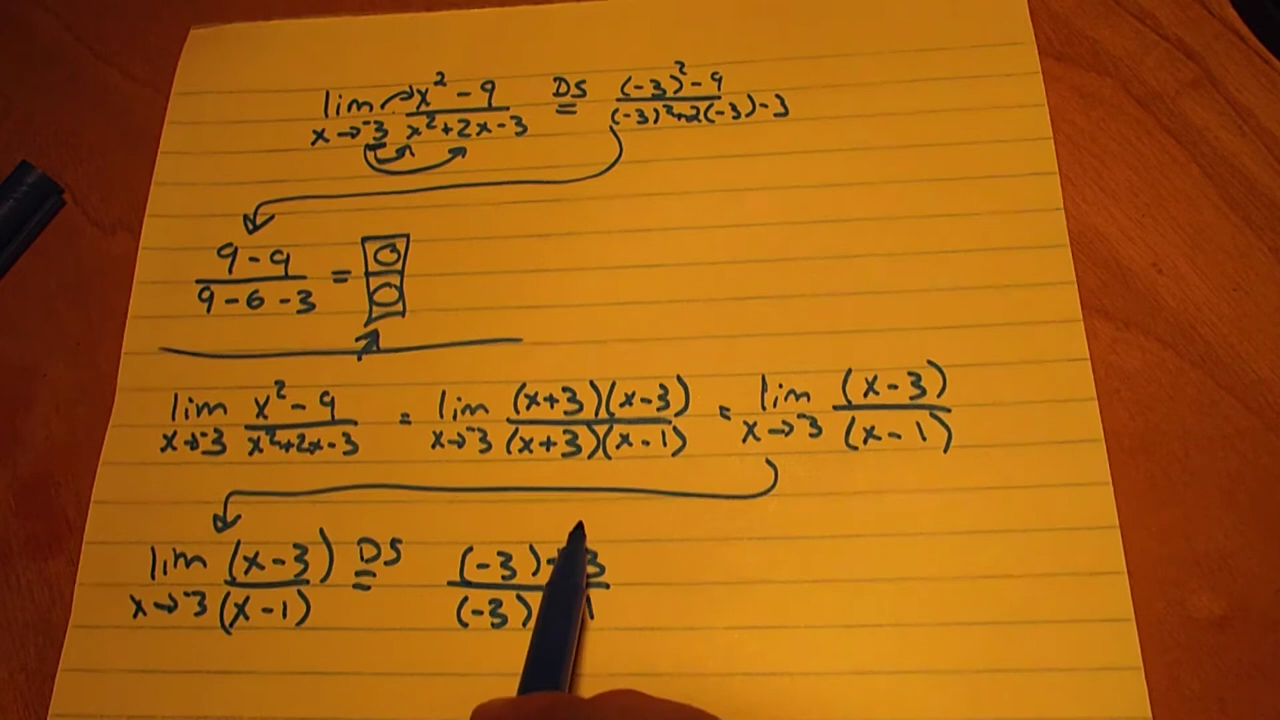 lim x→-3 (x² - 9)/(x² + 2x - 3) DS = ((-3)² - 9)/((-3)² + 2(-3) - 3)
(9 - 9)/(9 - 6 - 3) = 0/0
lim x→-3 (x² - 9)/(x² + 2x - 3) = lim x→-3 ((x+3)(x-3))/((x+3)(x-1)) = lim x→-3 (x-3)/(x-1)
lim x→-3 (x-3)/(x-1) DS = ((-3) - 3)/((-3) 1)